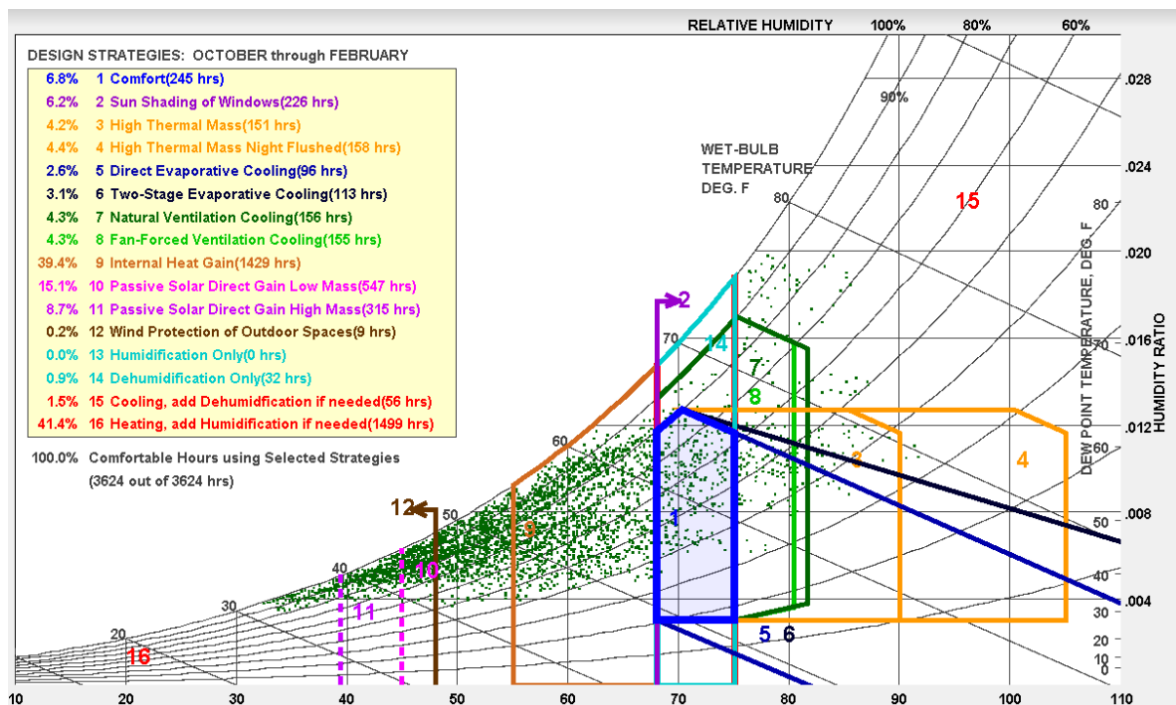 RELATIVE HUMIDITY 100% 80% 60%
DESIGN STRATEGIES: OCTOBER through FEBRUARY
6.8% 1 Comfort(245 hrs)
6.2% 2 Sun Shading of Windows(226 hrs)
4.2% 3 High Thermal Mass(151 hrs)
4.4% 4 High Thermal Mass Night Flushed(158 hrs)
2.6% 5 Direct Evaporative Cooling(96 hrs)
3.1% 6 Two-Stage Evaporative Cooling(113 hrs)
4.3% 7 Natural Ventilation Cooling(156 hrs)
4.3% 8 Fan-Forced Ventilation Cooling(155 hrs)
39.4% 9 Internal Heat Gain(1429 hrs)
15.1% 10 Passive Solar Direct Gain Low Mass(547 hrs)
8.7% 11 Passive Solar Direct Gain High Mass(315 hrs)
0.2% 12 Wind Protection of Outdoor Spaces(9 hrs)
0.0% 13 Humidification Only(0 hrs)
0.9% 14 Dehumidification Only(32 hrs)
1.5% 15 Cooling, add Dehumidfication if needed(56 hrs)
41.4% 16 Heating, add Humidification if needed(1499 hrs)
100.0% Comfortable Hours using Selected Strategies
(3624 out of 3624 hrs)
90%
WET-BULB
TEMPERATURE
DEG. F
80
70
60
50
40
30
20
15
2
14
7
8
3
4
1
9
12
10
11
16
5 6
.028
.024
.020
.016
.012
.008
.004
HUMIDITY RATIO
DEW POINT TEMPERATURE, DEG. F
80
70
60
50
40
30
20
10
0
10 20 30 40 50 60 70 80 90 100 110